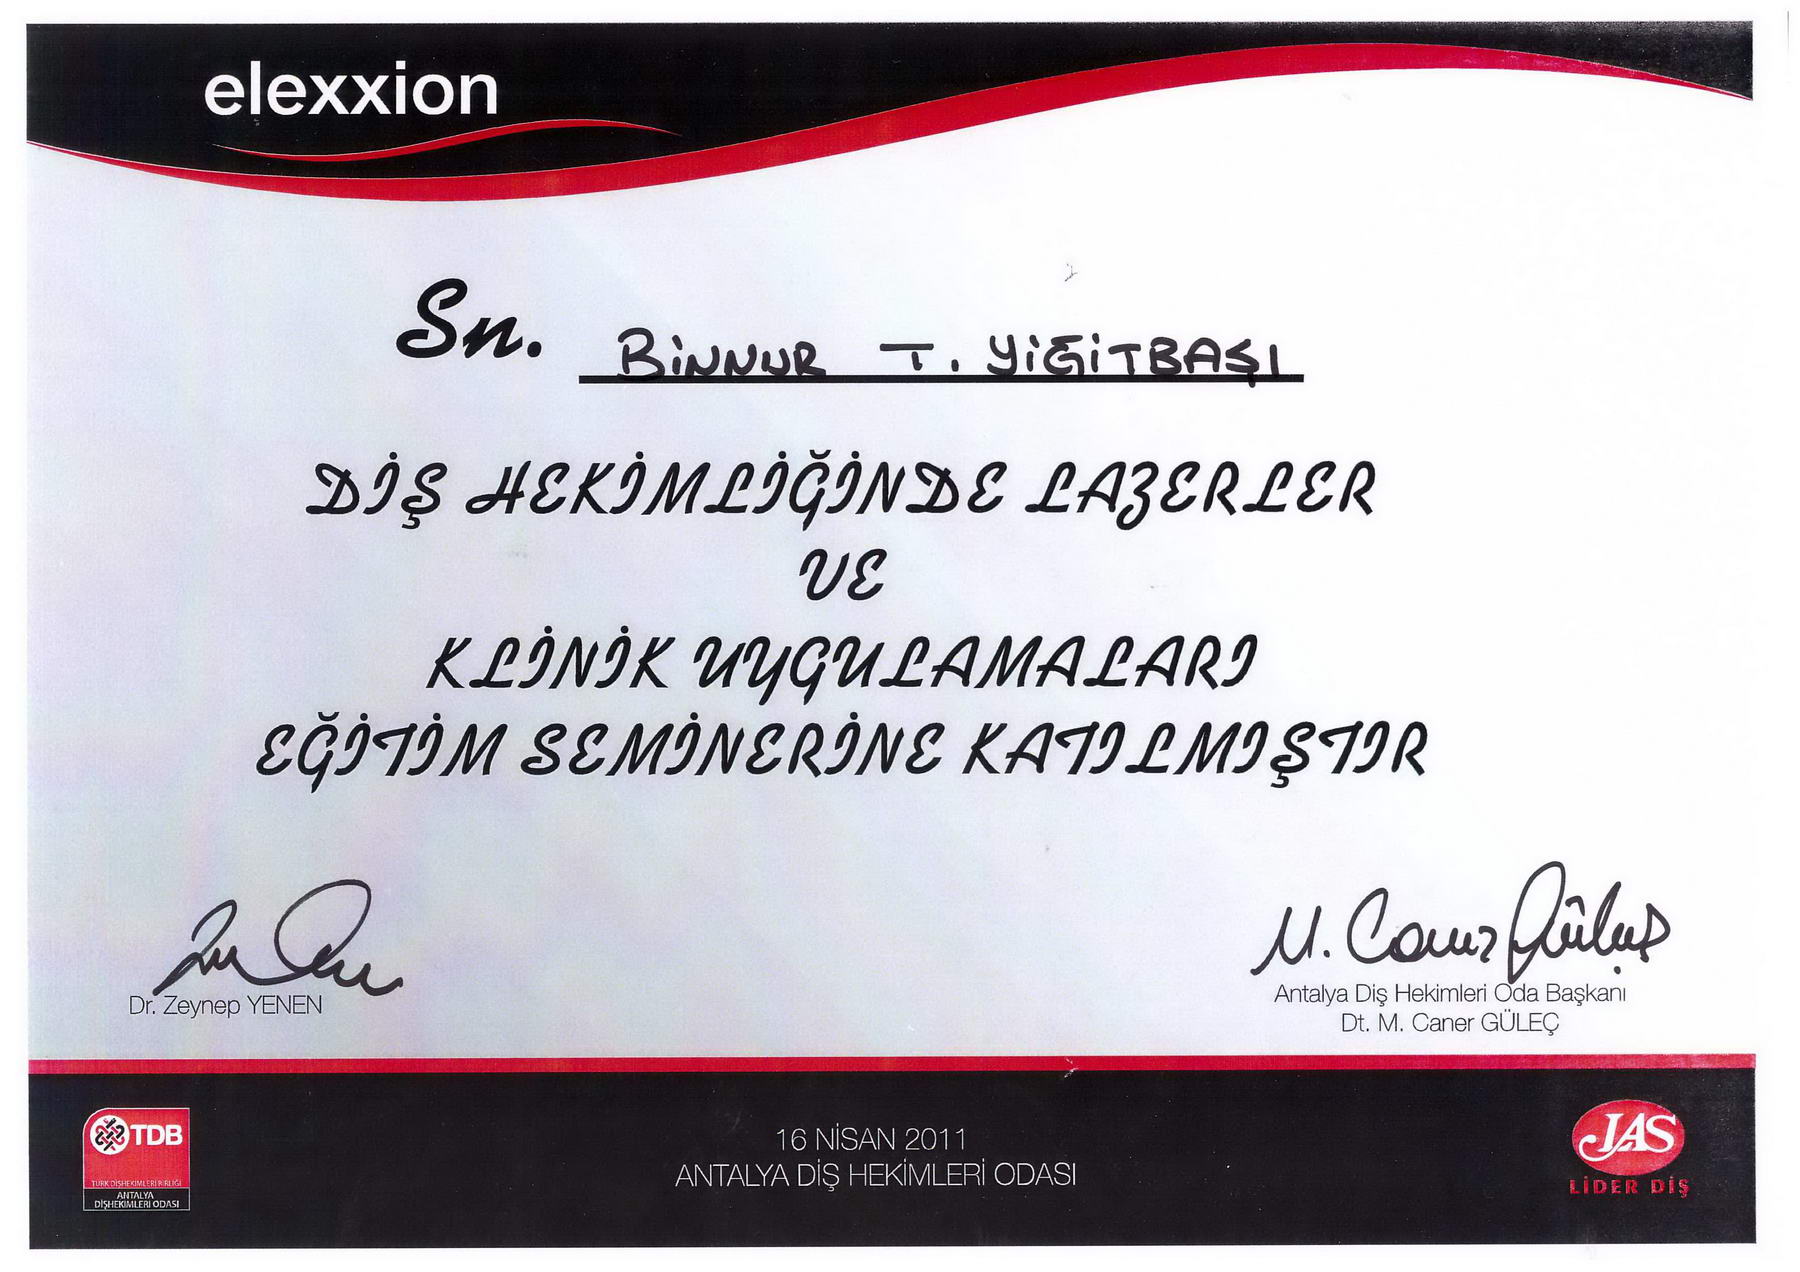 elexxion
Sn. BiNNUR T. YiĞiTBAŞI
DİŞ HEKİMLİĞİNDE LAZERLER
VE
KLİNİK UYGULAMALARI
EĞİTİM SEMİNERİNE KATILMIŞTIR
Dr. Zeynep YENEN
M. Caner Güleç
Antalya Diş Hekimleri Oda Başkanı
Dt. M. Caner GÜLEÇ
TDB
TÜRK DİŞHEKİMLERİ BİRLİĞİ
ANTALYA
DİŞHEKİMLERİ ODASI
16 NİSAN 2011
ANTALYA DİŞ HEKİMLERİ ODASI
JAS
LİDER DİŞ